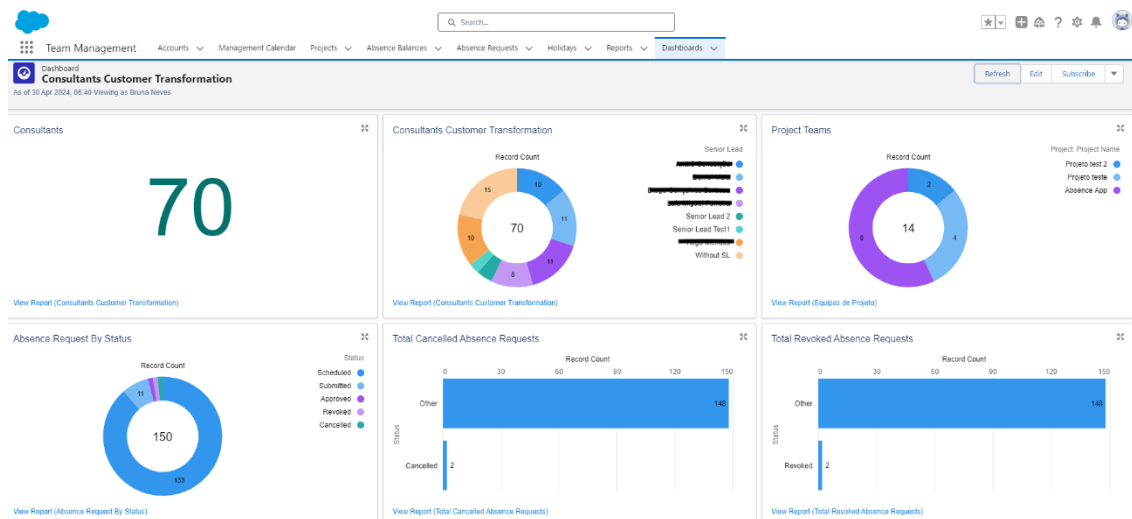 Search...
Team Management Accounts Management Calendar Projects Absence Balances Absence Requests Holidays Reports Dashboards
Dashboard
Consultants Customer Transformation
As of 30 Apr 2024, 06:40 Viewing as Bruna Neves
Refresh Edit Subscribe
Consultants
70
View Report (Consultants Customer Transformation)
Consultants Customer Transformation
Senior Lead
Record Count
15 10
11
70
10
11
8
Senior Lead 2
Senior Lead Test1
Without SL
View Report (Consultants Customer Transformation)
Project Teams
Project: Project Name
Record Count
Projeto test 2
Projeto teste
Absence App
2
14
4
View Report (Equipas de Projeto)
Absence Request By Status
Status
Record Count
Scheduled
Submitted
Approved
Revoked
Cancelled
11
150
133
View Report (Absence Request By Status)
Total Cancelled Absence Requests
Record Count
0 30 60 90 120 150
Other 148
Status
Cancelled 2
View Report (Total Cancelled Absence Requests)
Total Revoked Absence Requests
Record Count
0 30 60 90 120 150
Other 148
Status
Revoked 2
View Report (Total Revoked Absence Requests)